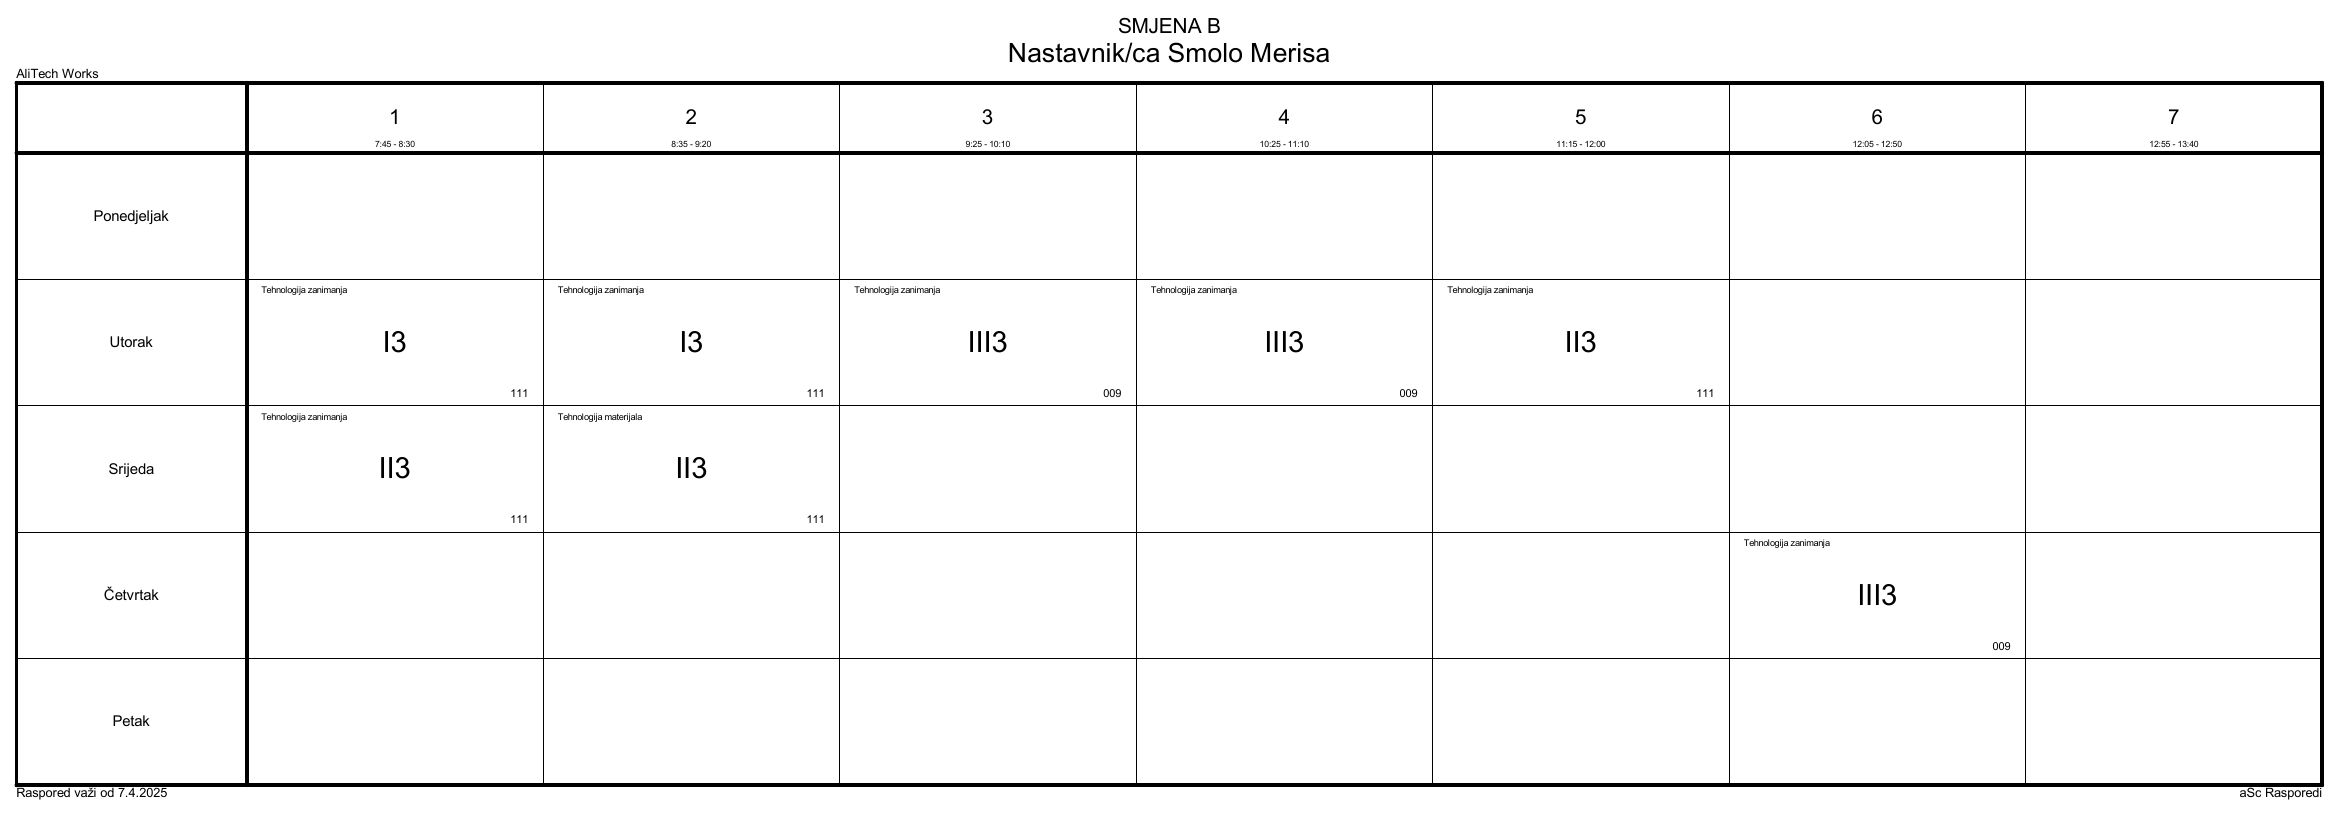 SMJENA B
Nastavnik/ca Smolo Merisa
AliTech Works
1 2 3 4 5 6 7
7:45 - 8:30 8:35 - 9:20 9:25 - 10:10 10:25 - 11:10 11:15 - 12:00 12:05 - 12:50 12:55 - 13:40
Ponedjeljak
Tehnologija zanimanja Tehnologija zanimanja Tehnologija zanimanja Tehnologija zanimanja Tehnologija zanimanja
Utorak I3 I3 III3 III3 II3
111 111 009 009 111
Tehnologija zanimanja Tehnologija materijala
Srijeda II3 II3
111 111
Tehnologija zanimanja
Četvrtak III3
009
Petak
Raspored važi od 7.4.2025 aSc Rasporedi